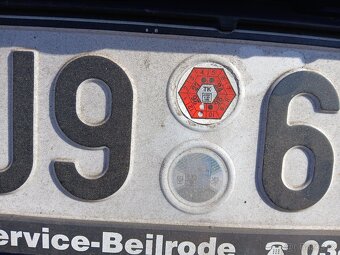 U9 6
ervice-Beilrode ☎ 03